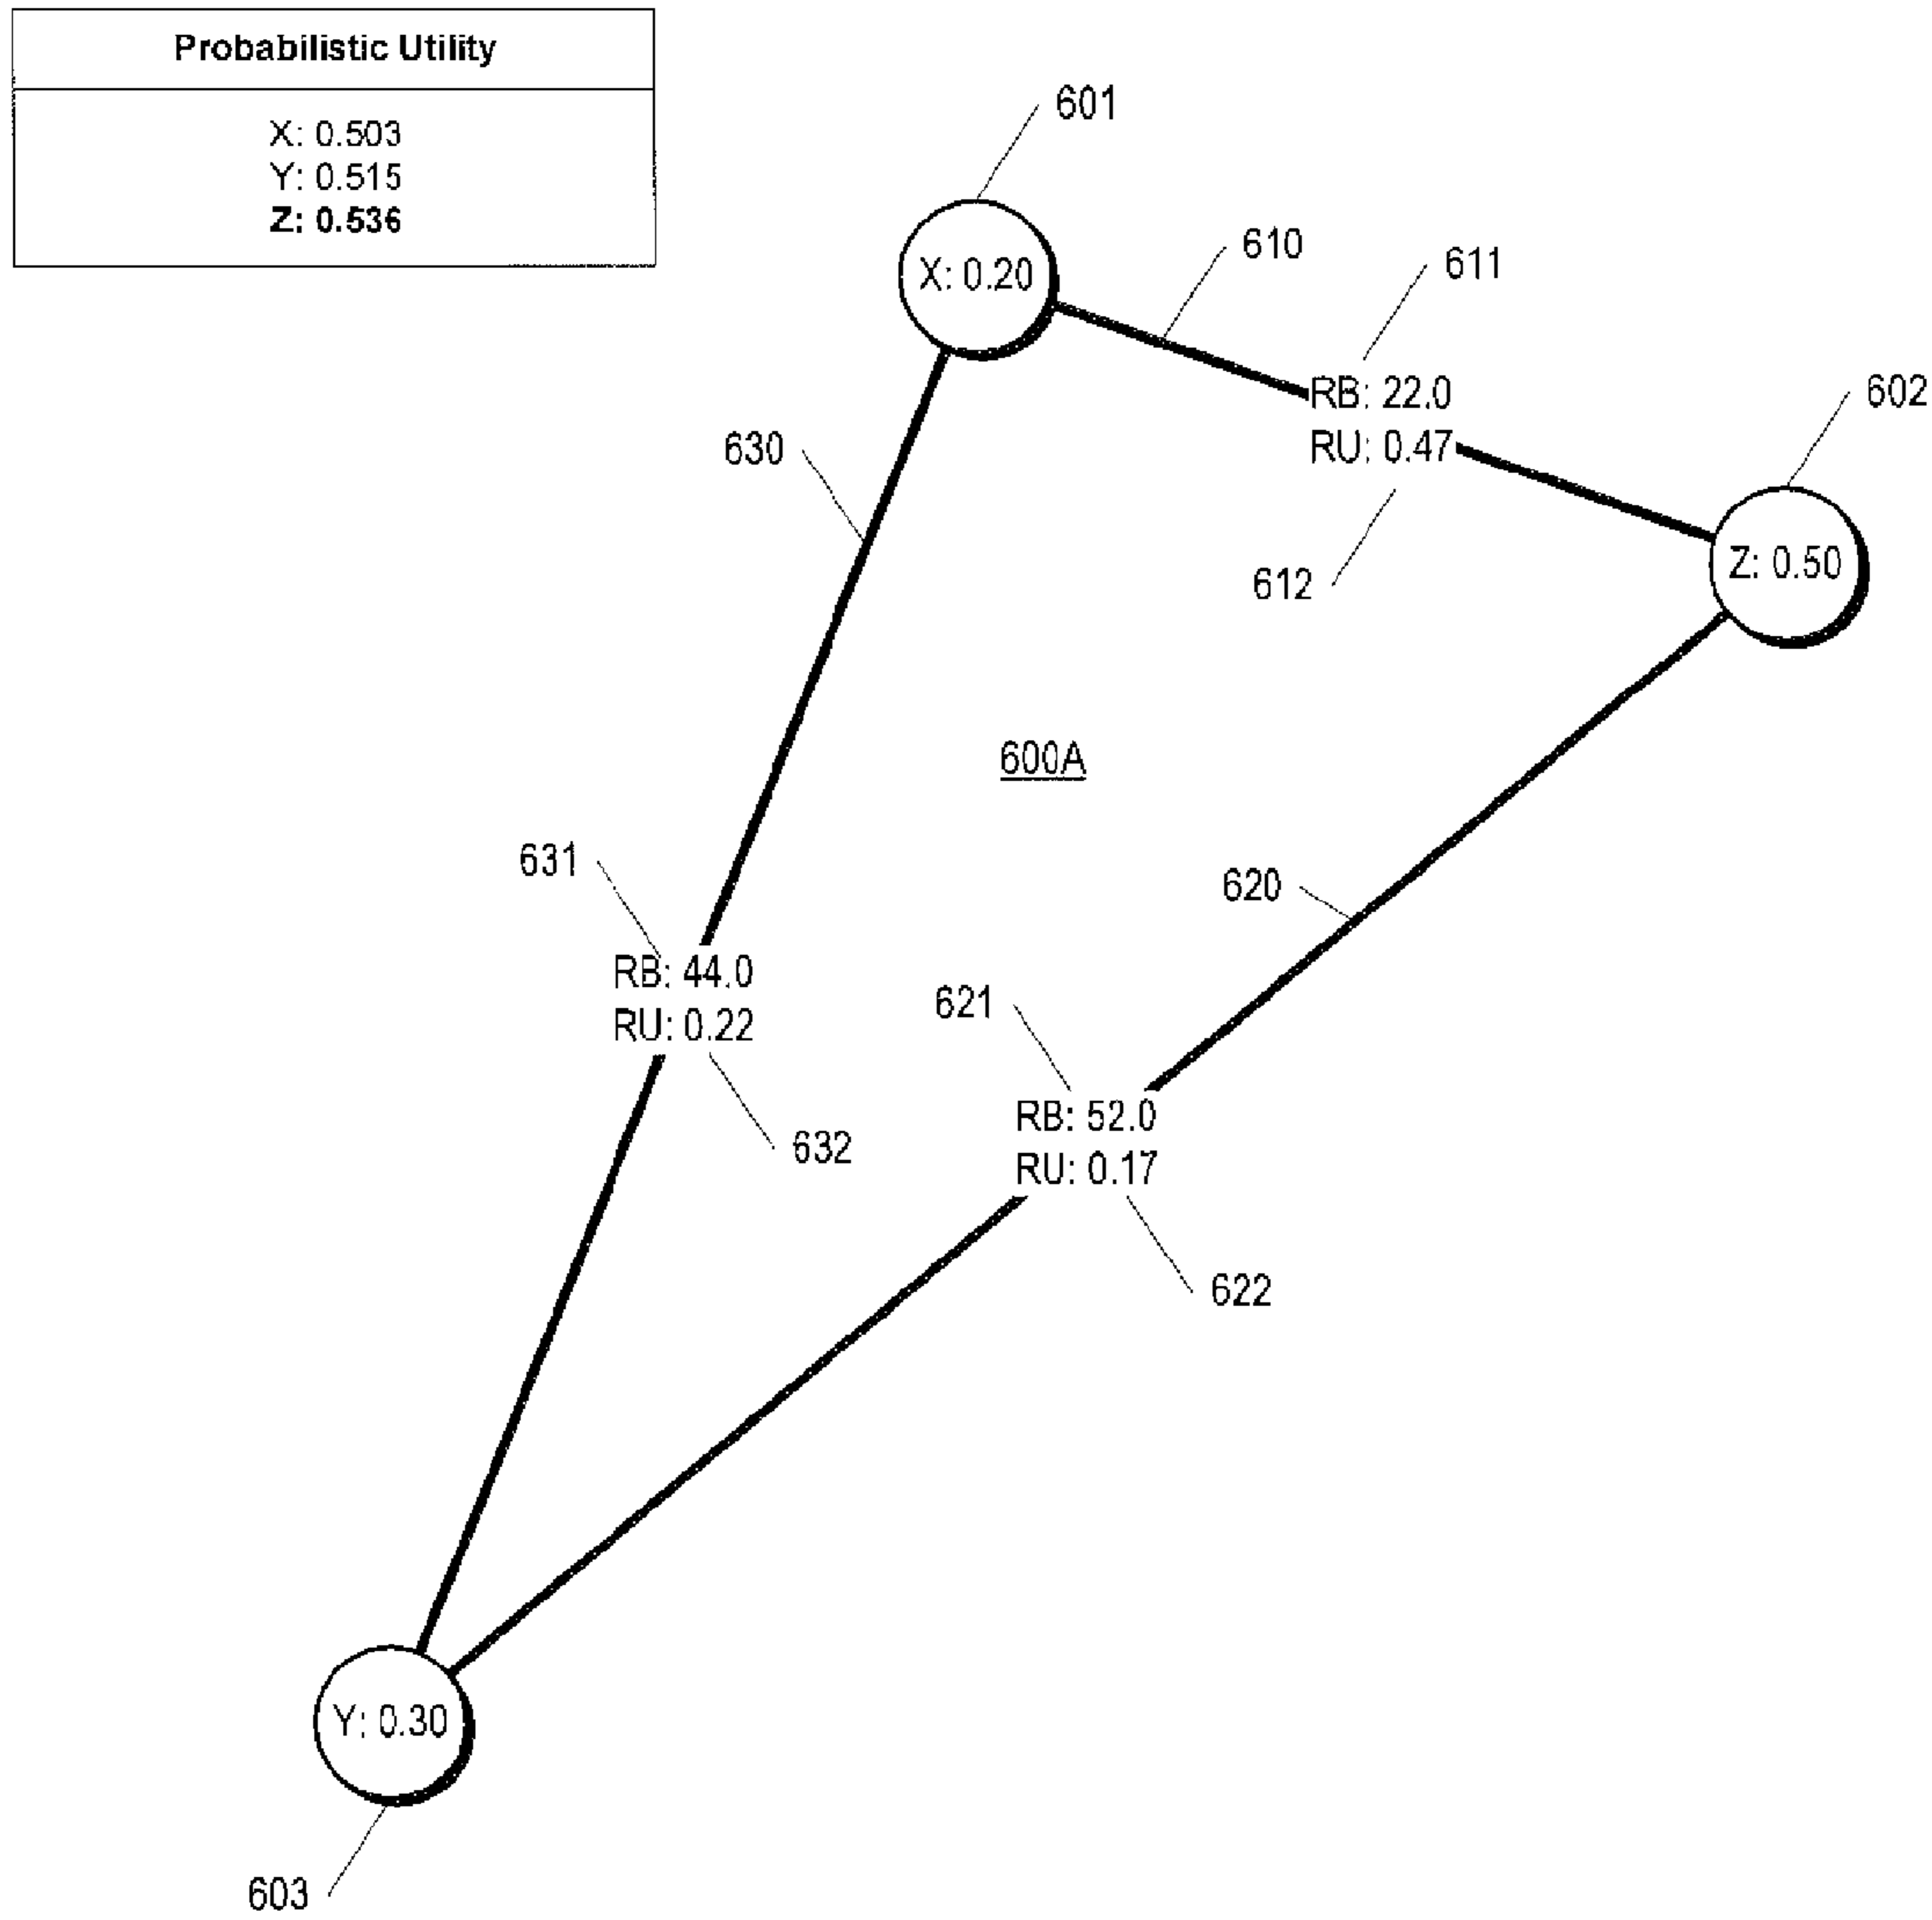 Probabilistic Utility
X: 0.503
Y: 0.515
Z: 0.536
601
X: 0.20
610
611
RB: 22.0
RU: 0.47
602
630
Z: 0.50
612
600A
631
620
RB: 44.0
RU: 0.22
621
RB: 52.0
RU: 0.17
632
622
Y: 0.30
603